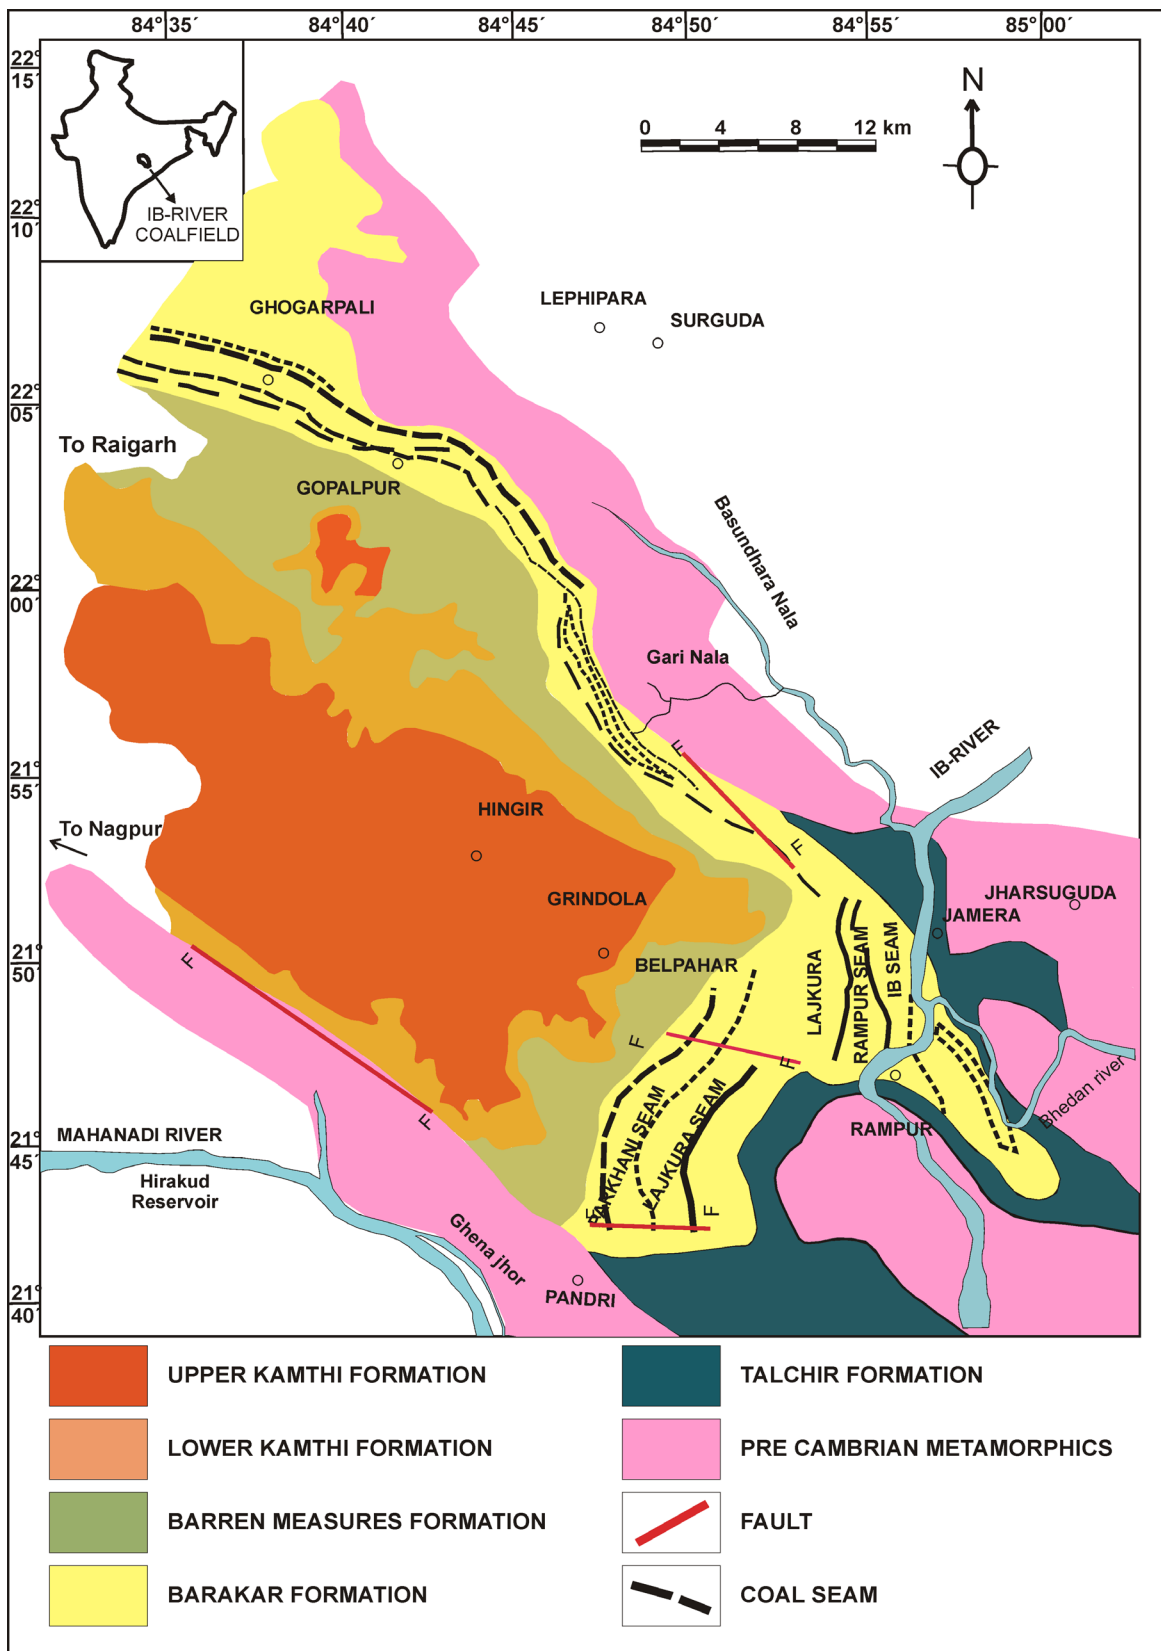 84°35´ 84°40´ 84°45´ 84°50´ 84°55´ 85°00´
22°
15´
N
0 4 8 12 km
22°
10´
IB-RIVER
COALFIELD
LEPHIPARA
GHOGARPALI
SURGUDA
22°
05´
To Raigarh
GOPALPUR
Basundhara Nala
22°
00´
Gari Nala
F
IB-RIVER
21°
55´
HINGIR
To Nagpur
F
JHARSUGUDA
GRINDOLA
JAMERA
21°
50´
F
BELPAHAR
LAJKURA
RAMPUR SEAM
IB SEAM
F
F
Bhedan river
F
RAMPUR
21°
45´
MAHANADI RIVER
PARKHANI SEAM
LAJKURA SEAM
Hirakud
Reservoir
F
F
Ghena jhor
PANDRI
21°
40´
UPPER KAMTHI FORMATION
TALCHIR FORMATION
LOWER KAMTHI FORMATION
PRE CAMBRIAN METAMORPHICS
BARREN MEASURES FORMATION
FAULT
BARAKAR FORMATION
COAL SEAM